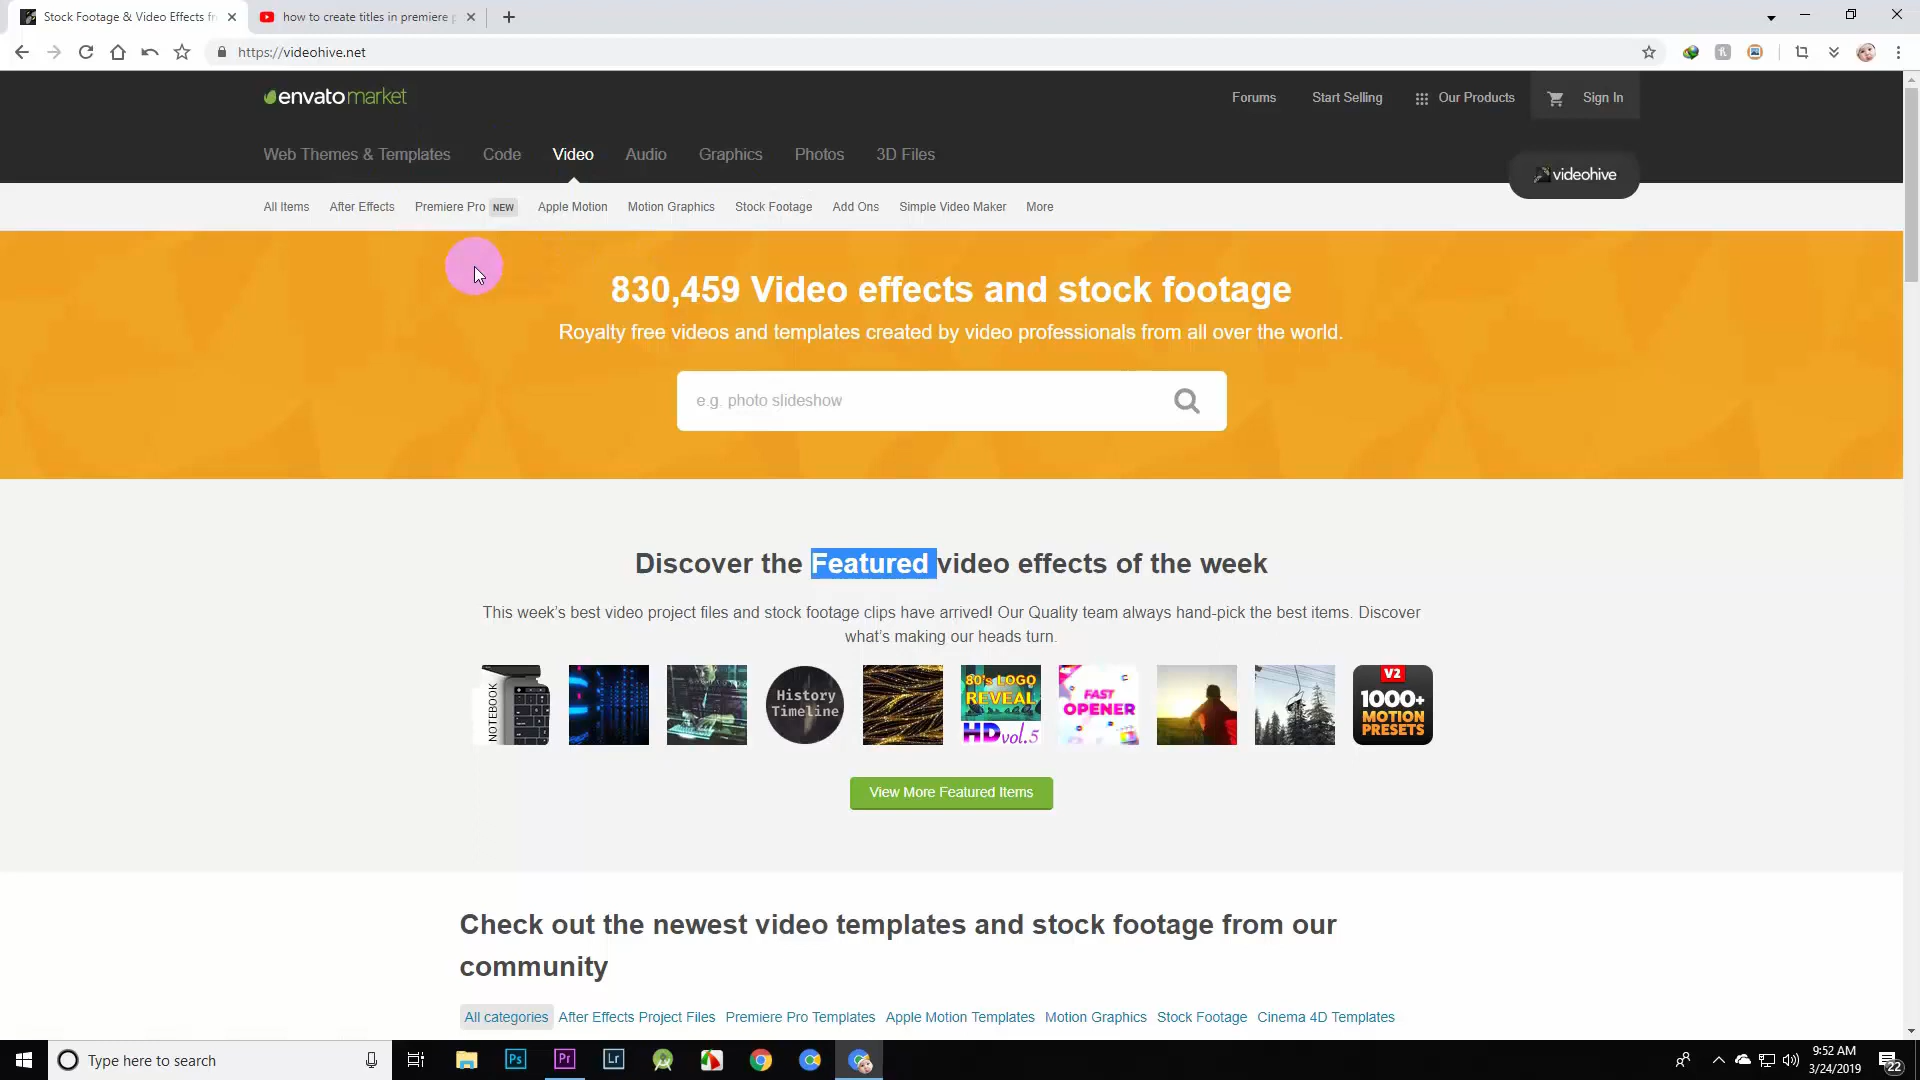 Stock Footage & Video Effects fr
how to create titles in premiere p
https://videohive.net
envatomarket
Forums
Start Selling
Our Products
Sign In
Web Themes & Templates
Code
Video
Audio
Graphics
Photos
3D Files
videohive
All Items
After Effects
Premiere Pro NEW
Apple Motion
Motion Graphics
Stock Footage
Add Ons
Simple Video Maker
More
830,459 Video effects and stock footage
Royalty free videos and templates created by video professionals from all over the world.
e.g. photo slideshow
Discover the Featured video effects of the week
This week's best video project files and stock footage clips have arrived! Our Quality team always hand-pick the best items. Discover
what's making our heads turn.
NOTEBOOK
History
Timeline
80's LOGO
REVEAL
HD vol.5
FAST
OPENER
V2
1000+
MOTION
PRESETS
View More Featured Items
Check out the newest video templates and stock footage from our
community
All categories
After Effects Project Files
Premiere Pro Templates
Apple Motion Templates
Motion Graphics
Stock Footage
Cinema 4D Templates
Type here to search
Ps
Pr
Lr
9:52 AM
3/24/2019
22